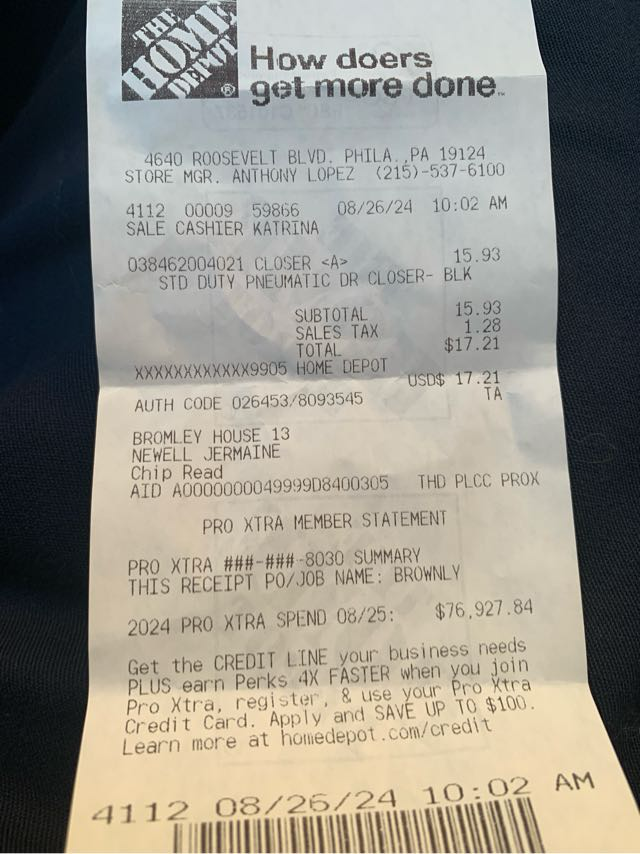 THE
HOME
DEPOT®
How doers
get more done.™
4640 ROOSEVELT BLVD. PHILA.,PA 19124
STORE MGR. ANTHONY LOPEZ (215)-537-6100
4112 00009 59866 08/26/24 10:02 AM
SALE CASHIER KATRINA
038462004021 CLOSER <A> 15.93
STD DUTY PNEUMATIC DR CLOSER- BLK
SUBTOTAL 15.93
SALES TAX 1.28
TOTAL $17.21
XXXXXXXXXXXX9905 HOME DEPOT
USD$ 17.21
AUTH CODE 026453/8093545 TA
BROMLEY HOUSE 13
NEWELL JERMAINE
Chip Read
AID A0000000049999D8400305 THD PLCC PROX
PRO XTRA MEMBER STATEMENT
PRO XTRA ###-###-8030 SUMMARY
THIS RECEIPT PO/JOB NAME: BROWNLY
2024 PRO XTRA SPEND 08/25: $76,927.84
Get the CREDIT LINE your business needs
PLUS earn Perks 4X FASTER when you join
Pro Xtra, register, & use your Pro Xtra
Credit Card. Apply and SAVE UP TO $100.
Learn more at homedepot.com/credit
4112 08/26/24 10:02 AM